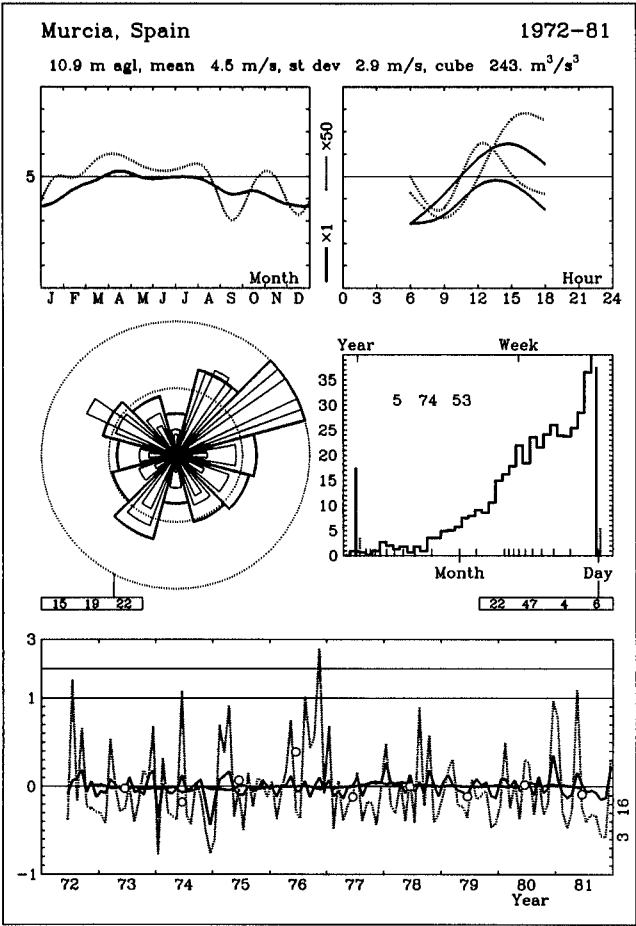 Murcia, Spain 1972-81
10.9 m agl, mean 4.5 m/s, st dev 2.9 m/s, cube 243. m³/s³
5
×1 ×50
Month
J F M A M J J A S O N D
Hour
0 3 6 9 12 15 18 21 24
Year Week
35
30
25
20
15
10
5
0
5 74 53
Month Day
15 19 22
22 47 4 6
3
1
0
-1
3 16
72 73 74 75 76 77 78 79 80 81
Year